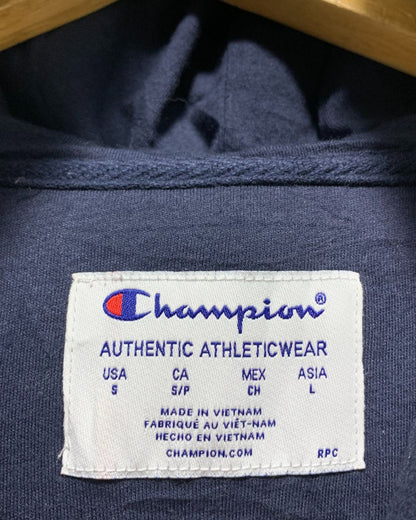 Champion®
AUTHENTIC ATHLETICWEAR
USA CA MEX ASIA
S S/P CH L
MADE IN VIETNAM
FABRIQUÉ AU VIÊT-NAM
HECHO EN VIETNAM
CHAMPION.COM RPC